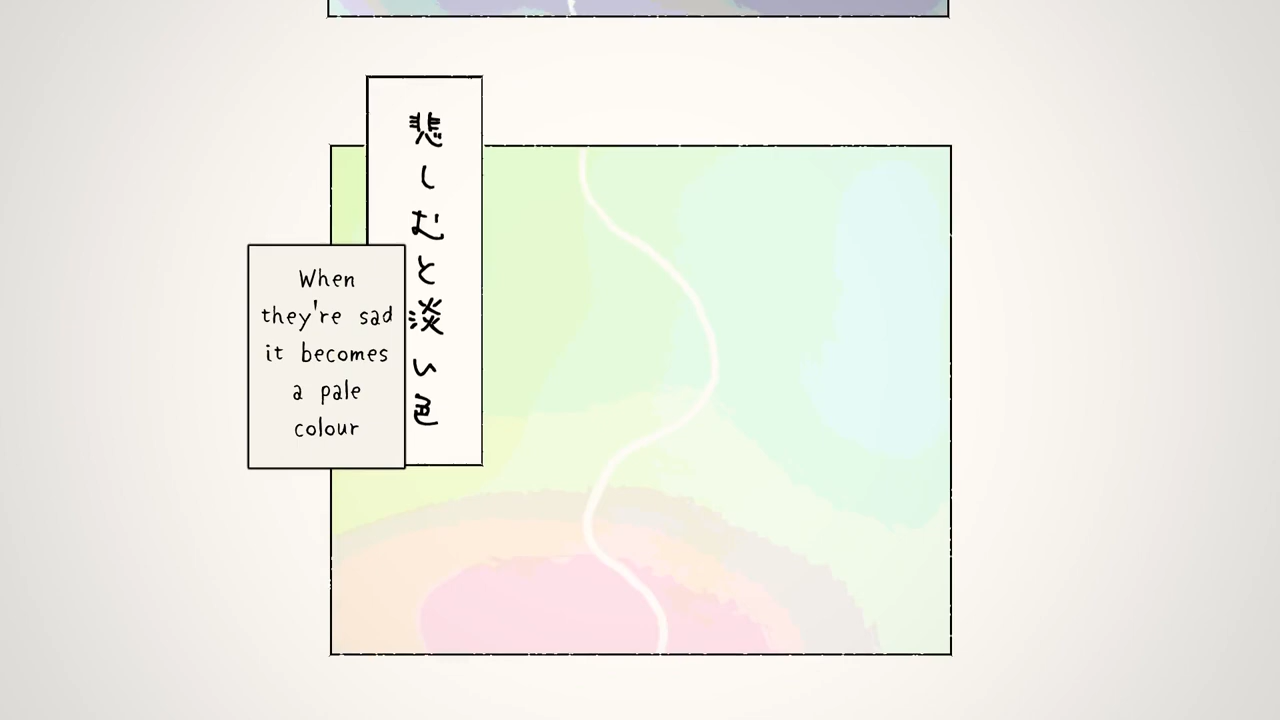 悲しむと淡い色
When
they're sad
it becomes
a pale
colour